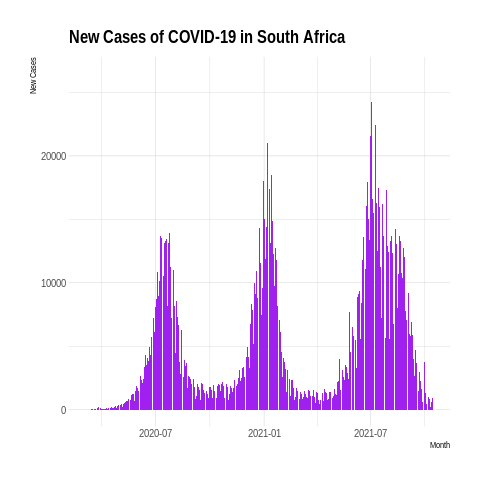 New Cases of COVID-19 in South Africa
New Cases
20000
10000
0
2020-07
2021-01
2021-07
Month